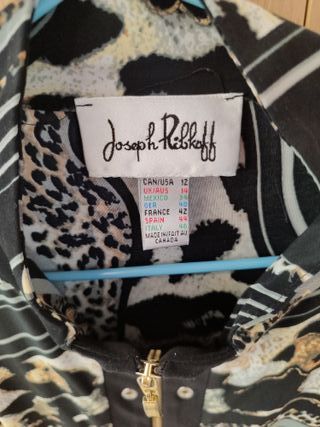 Joseph Ribkoff
CAN/USA 12
UK/AUS 14
MEXICO 34
GER 40
FRANCE 42
SPAIN 44
ITALY 46
MADE IN/FAIT AU
CANADA